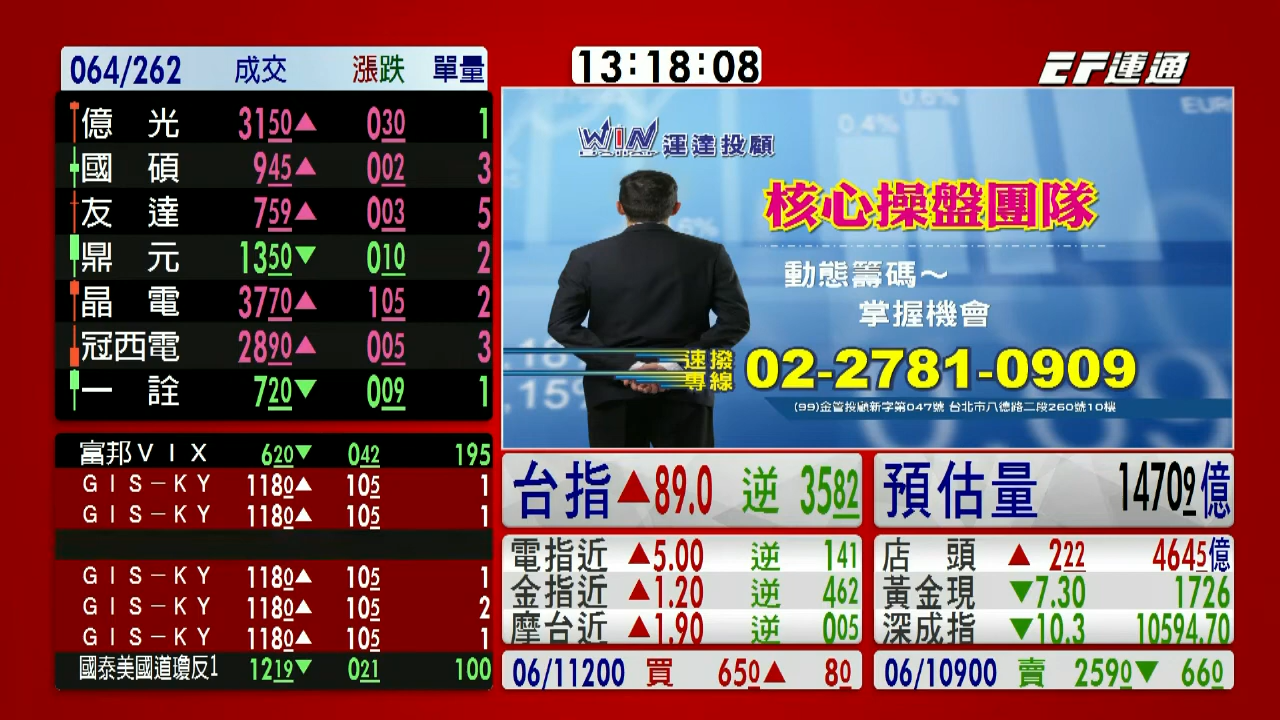 064/262 成交 漲跌 單量
億光 3150▲ 030 1
國碩 945▲ 002 3
友達 759▲ 003 5
鼎元 1350▼ 010 2
晶電 3770▲ 105 2
冠西電 2890▲ 005 3
一詮 720▼ 009 1
富邦VIX 620▼ 042 195
GIS-KY 1180▲ 105 1
GIS-KY 1180▲ 105 1
GIS-KY 1180▲ 105 1
GIS-KY 1180▲ 105 2
GIS-KY 1180▲ 105 1
國泰美國道瓊反1 1219▼ 021 100
13:18:08
EF運通
0.6%
EUR
0.4%
WIN 運達投顧
核心操盤團隊
動態籌碼～
掌握機會
速撥專線 02-2781-0909
(99)金管投顧新字第047號 台北市八德路二段260號10樓
台指▲89.0 逆 3582
電指近 ▲5.00 逆 141
金指近 ▲1.20 逆 462
摩台近 ▲1.90 逆 005
06/11200 買 650▲ 80
預估量 14709億
店頭 ▲222 4645億
黃金現 ▼7.30 1726
深成指 ▼10.3 10594.70
06/10900 賣 2590▼ 660